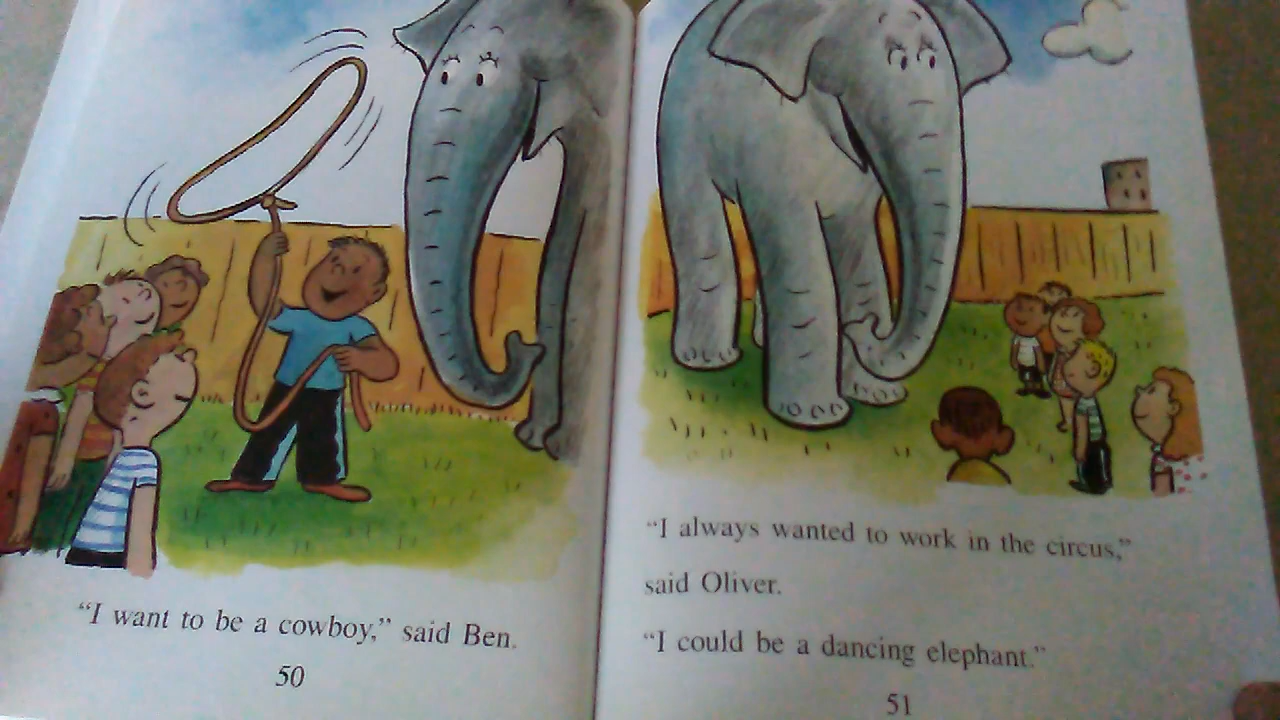 “I want to be a cowboy,” said Ben.
50
“I always wanted to work in the circus,”
said Oliver.
“I could be a dancing elephant.”
51